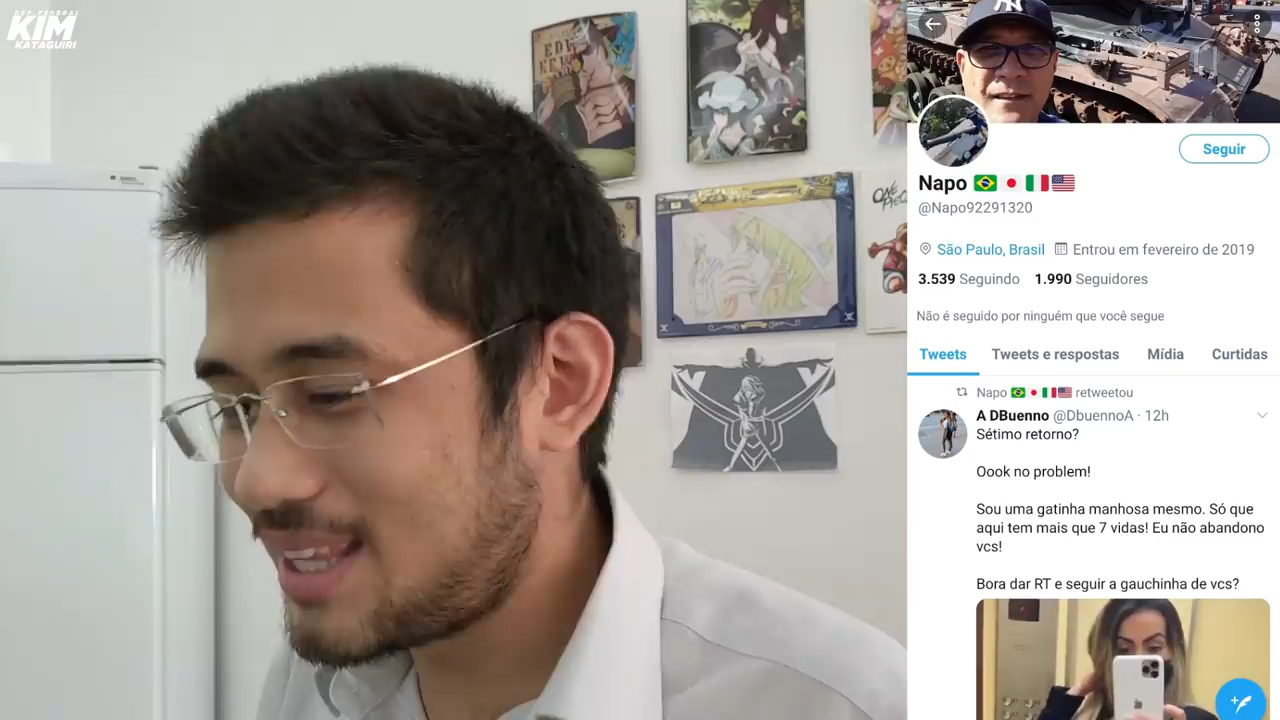 DEP. FEDERAL
KIM
KATAGUIRI
ONE
Seguir
Napo
@Napo92291320
São Paulo, Brasil Entrou em fevereiro de 2019
3.539 Seguindo 1.990 Seguidores
Não é seguido por ninguém que você segue
Tweets Tweets e respostas Mídia Curtidas
Napo retweetou
A DBuenno @DbuennoA · 12h
Sétimo retorno?
Oook no problem!
Sou uma gatinha manhosa mesmo. Só que
aqui tem mais que 7 vidas! Eu não abandono
vcs!
Bora dar RT e seguir a gauchinha de vcs?